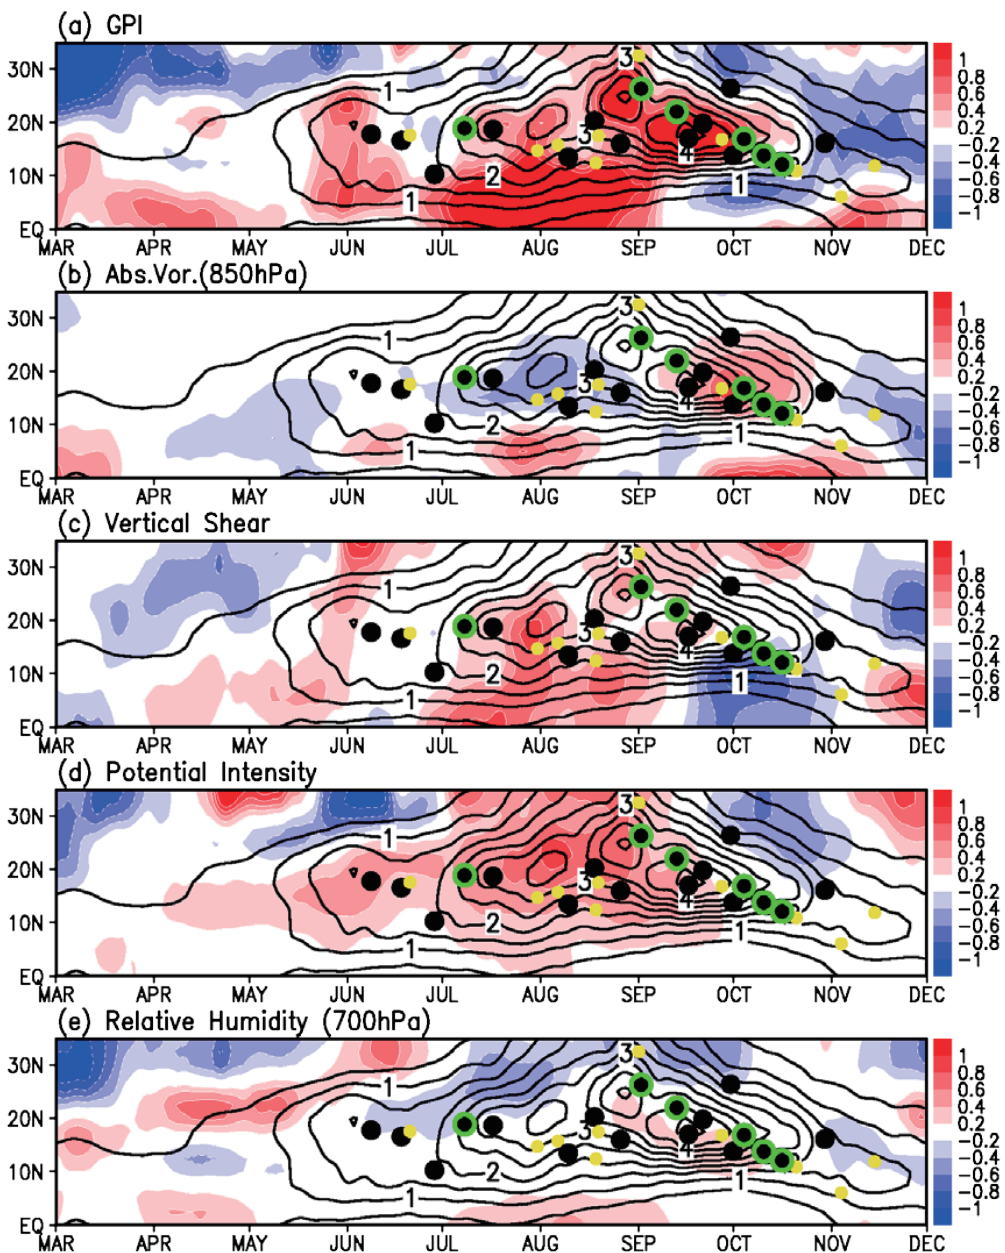 (a) GPI
30N
20N
10N
EQ
1
2
3
3
4
1
1
MAR APR MAY JUN JUL AUG SEP OCT NOV DEC
1
0.8
0.6
0.4
0.2
−0.2
−0.4
−0.6
−0.8
−1
(b) Abs.Vor.(850hPa)
30N
20N
10N
EQ
1
2
3
3
4
1
1
MAR APR MAY JUN JUL AUG SEP OCT NOV DEC
1
0.8
0.6
0.4
0.2
−0.2
−0.4
−0.6
−0.8
−1
(c) Vertical Shear
30N
20N
10N
EQ
1
2
3
3
4
1
1
MAR APR MAY JUN JUL AUG SEP OCT NOV DEC
1
0.8
0.6
0.4
0.2
−0.2
−0.4
−0.6
−0.8
−1
(d) Potential Intensity
30N
20N
10N
EQ
1
2
3
3
4
1
1
MAR APR MAY JUN JUL AUG SEP OCT NOV DEC
1
0.8
0.6
0.4
0.2
−0.2
−0.4
−0.6
−0.8
−1
(e) Relative Humidity (700hPa)
30N
20N
10N
EQ
1
2
3
3
4
1
1
MAR APR MAY JUN JUL AUG SEP OCT NOV DEC
1
0.8
0.6
0.4
0.2
−0.2
−0.4
−0.6
−0.8
−1